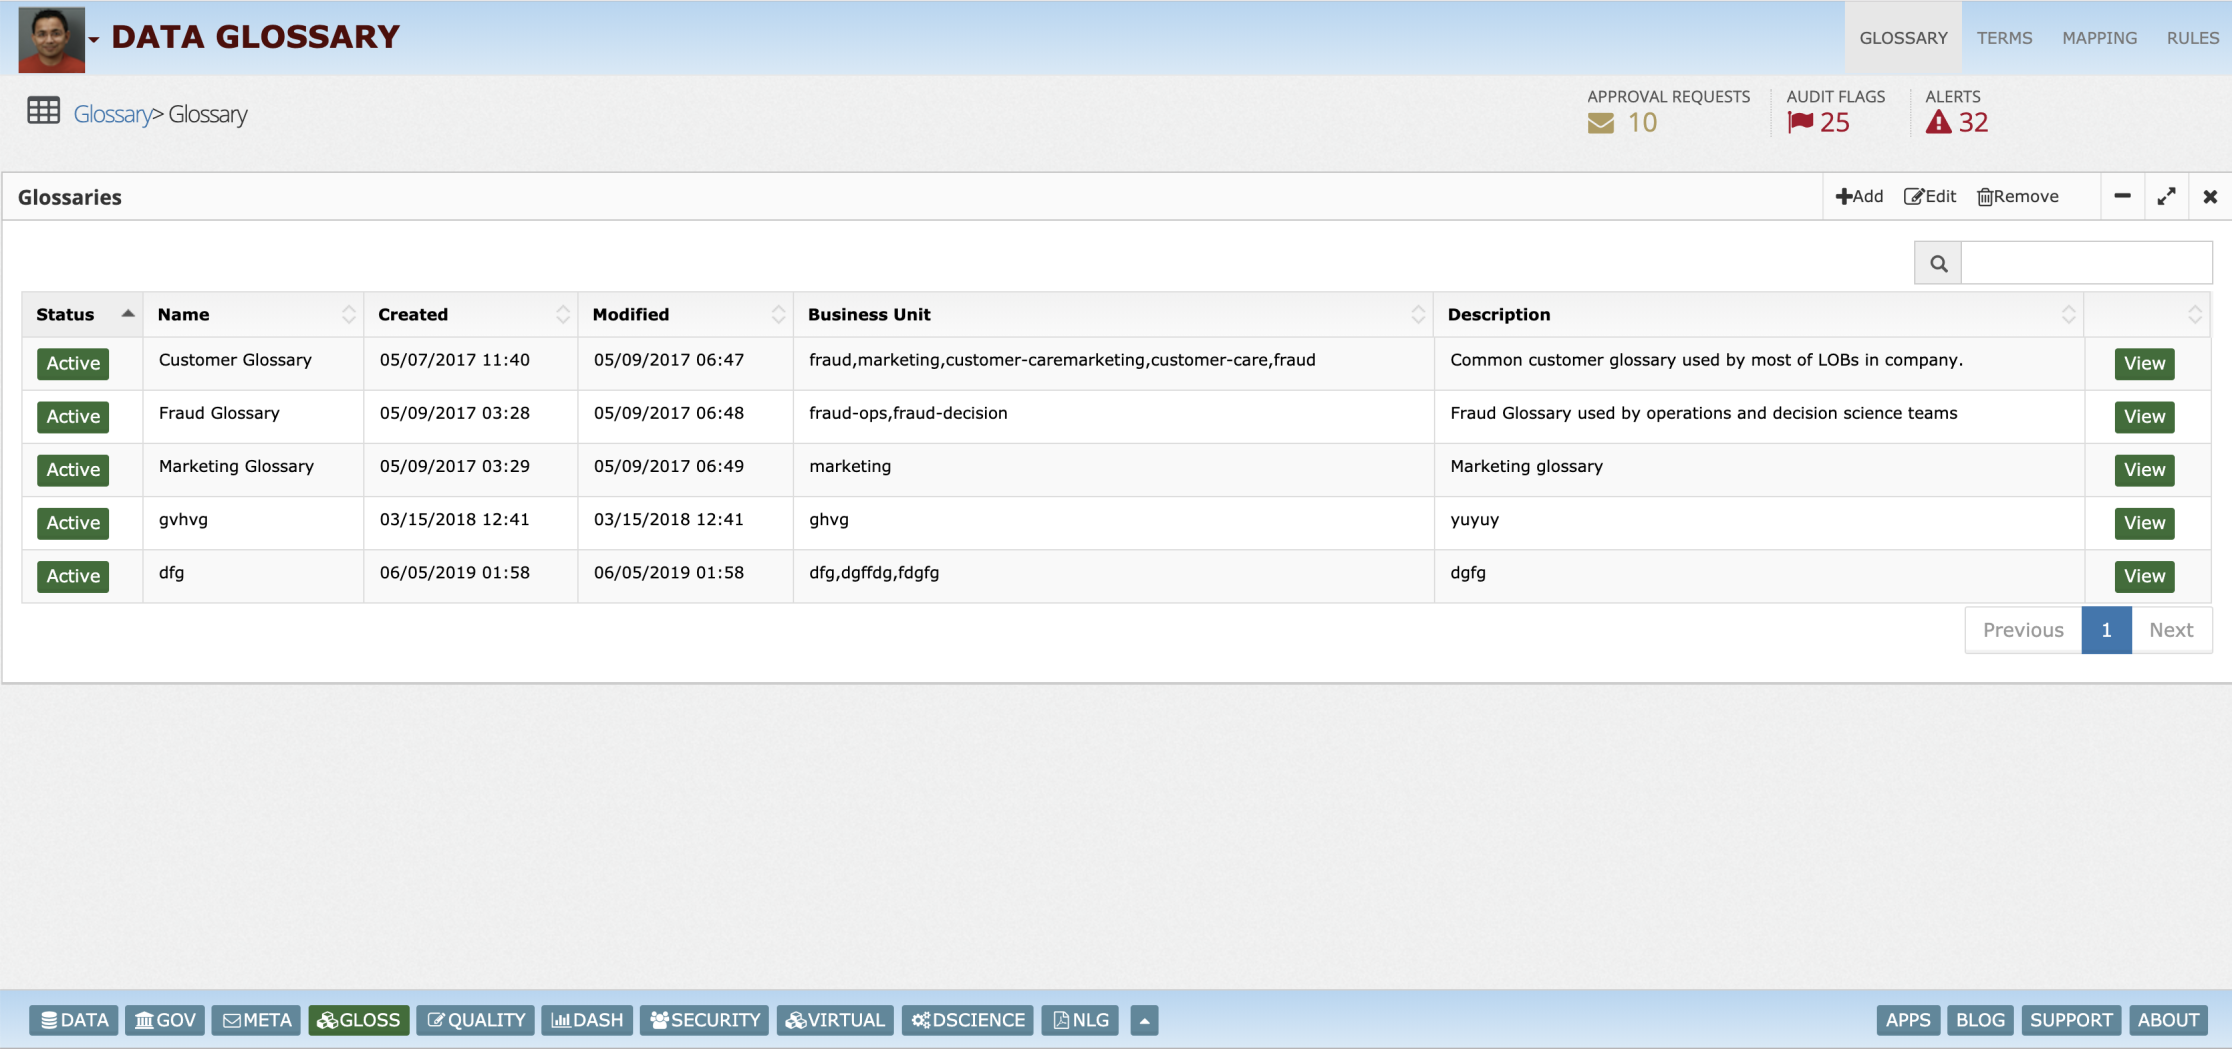 DATA GLOSSARY
GLOSSARY TERMS MAPPING RULES
Glossary> Glossary
APPROVAL REQUESTS AUDIT FLAGS ALERTS
10 25 32
Glossaries
Add Edit Remove
Status Name Created Modified Business Unit Description
Active Customer Glossary 05/07/2017 11:40 05/09/2017 06:47 fraud,marketing,customer-caremarketing,customer-care,fraud Common customer glossary used by most of LOBs in company. View
Active Fraud Glossary 05/09/2017 03:28 05/09/2017 06:48 fraud-ops,fraud-decision Fraud Glossary used by operations and decision science teams View
Active Marketing Glossary 05/09/2017 03:29 05/09/2017 06:49 marketing Marketing glossary View
Active gvhvg 03/15/2018 12:41 03/15/2018 12:41 ghvg yuyuy View
Active dfg 06/05/2019 01:58 06/05/2019 01:58 dfg,dgffdg,fdgfg dgfg View
Previous 1 Next
DATA GOV META GLOSS QUALITY DASH SECURITY VIRTUAL DSCIENCE NLG APPS BLOG SUPPORT ABOUT